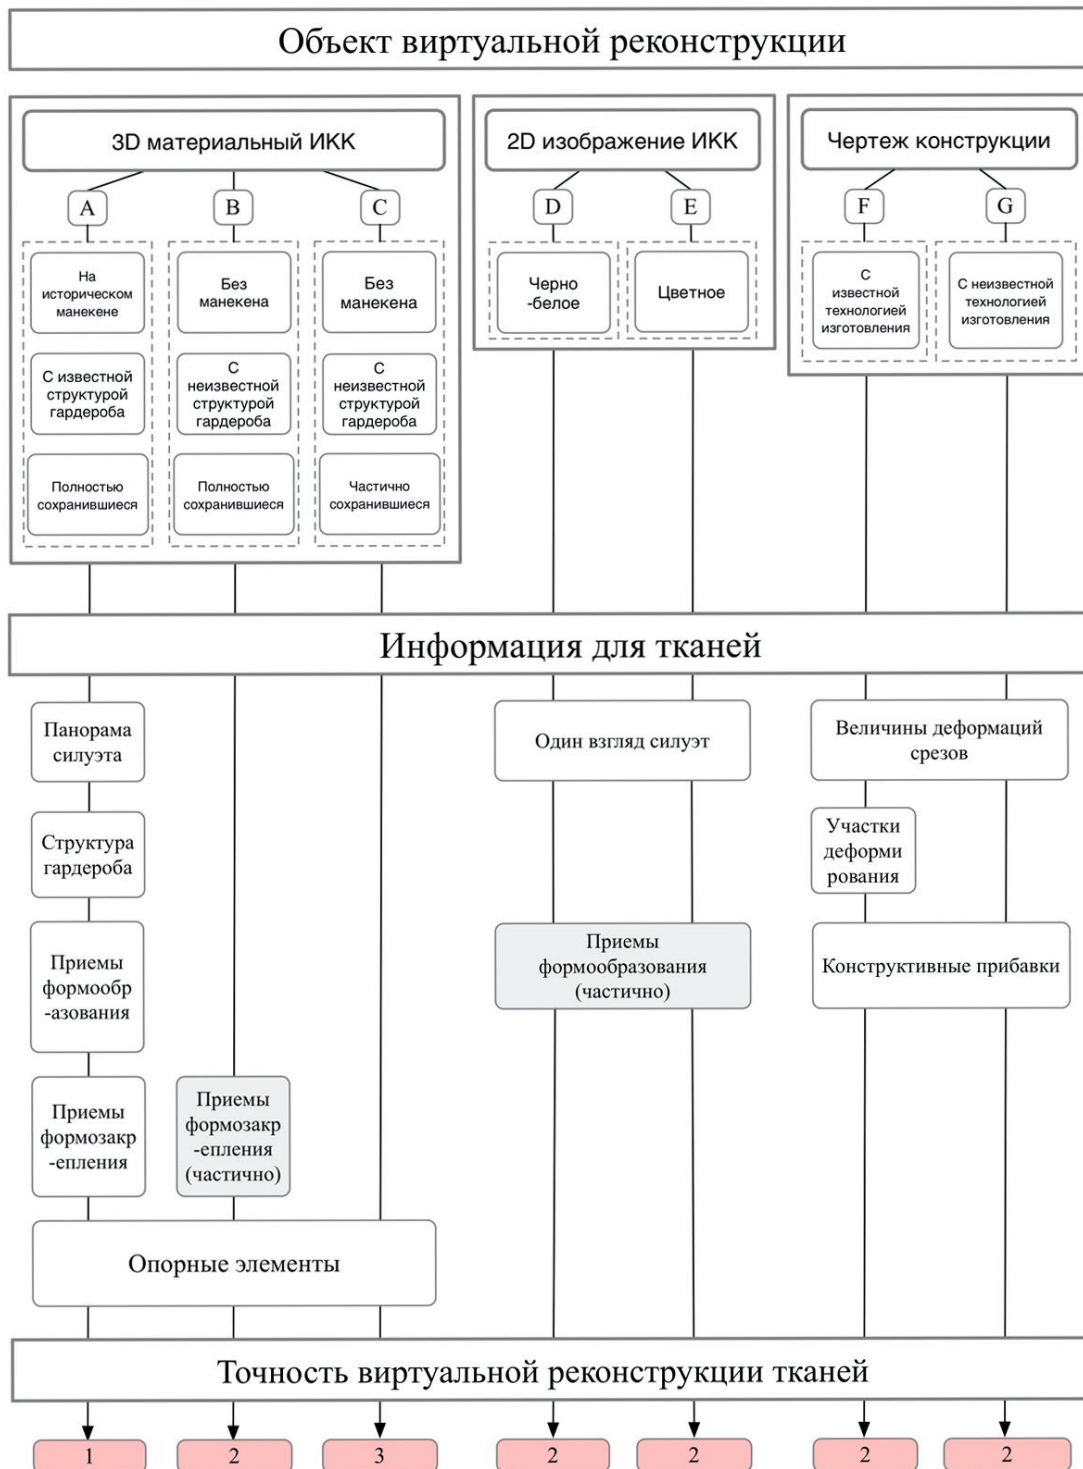 Объект виртуальной реконструкции
3D материальный ИКК
A
B
C
На
историческом
манекене
С известной
структурой
гардероба
Полностью
сохранившиеся
Без
манекена
С
неизвестной
структурой
гардероба
Полностью
сохранившиеся
Без
манекена
С
неизвестной
структурой
гардероба
Частично
сохранившиеся
2D изображение ИКК
D
E
Черно
-белое
Цветное
Чертеж конструкции
F
G
С
известной
технологией
изготовления
С неизвестной
технологией
изготовления
Информация для тканей
Панорама
силуэта
Структура
гардероба
Приемы
формообр
-азования
Приемы
формозакр
-епления
Приемы
формозакр
-епления
(частично)
Опорные элементы
Один взгляд силуэт
Приемы
формообразования
(частично)
Величины деформаций
срезов
Участки
деформи
рования
Конструктивные прибавки
Точность виртуальной реконструкции тканей
1
2
3
2
2
2
2